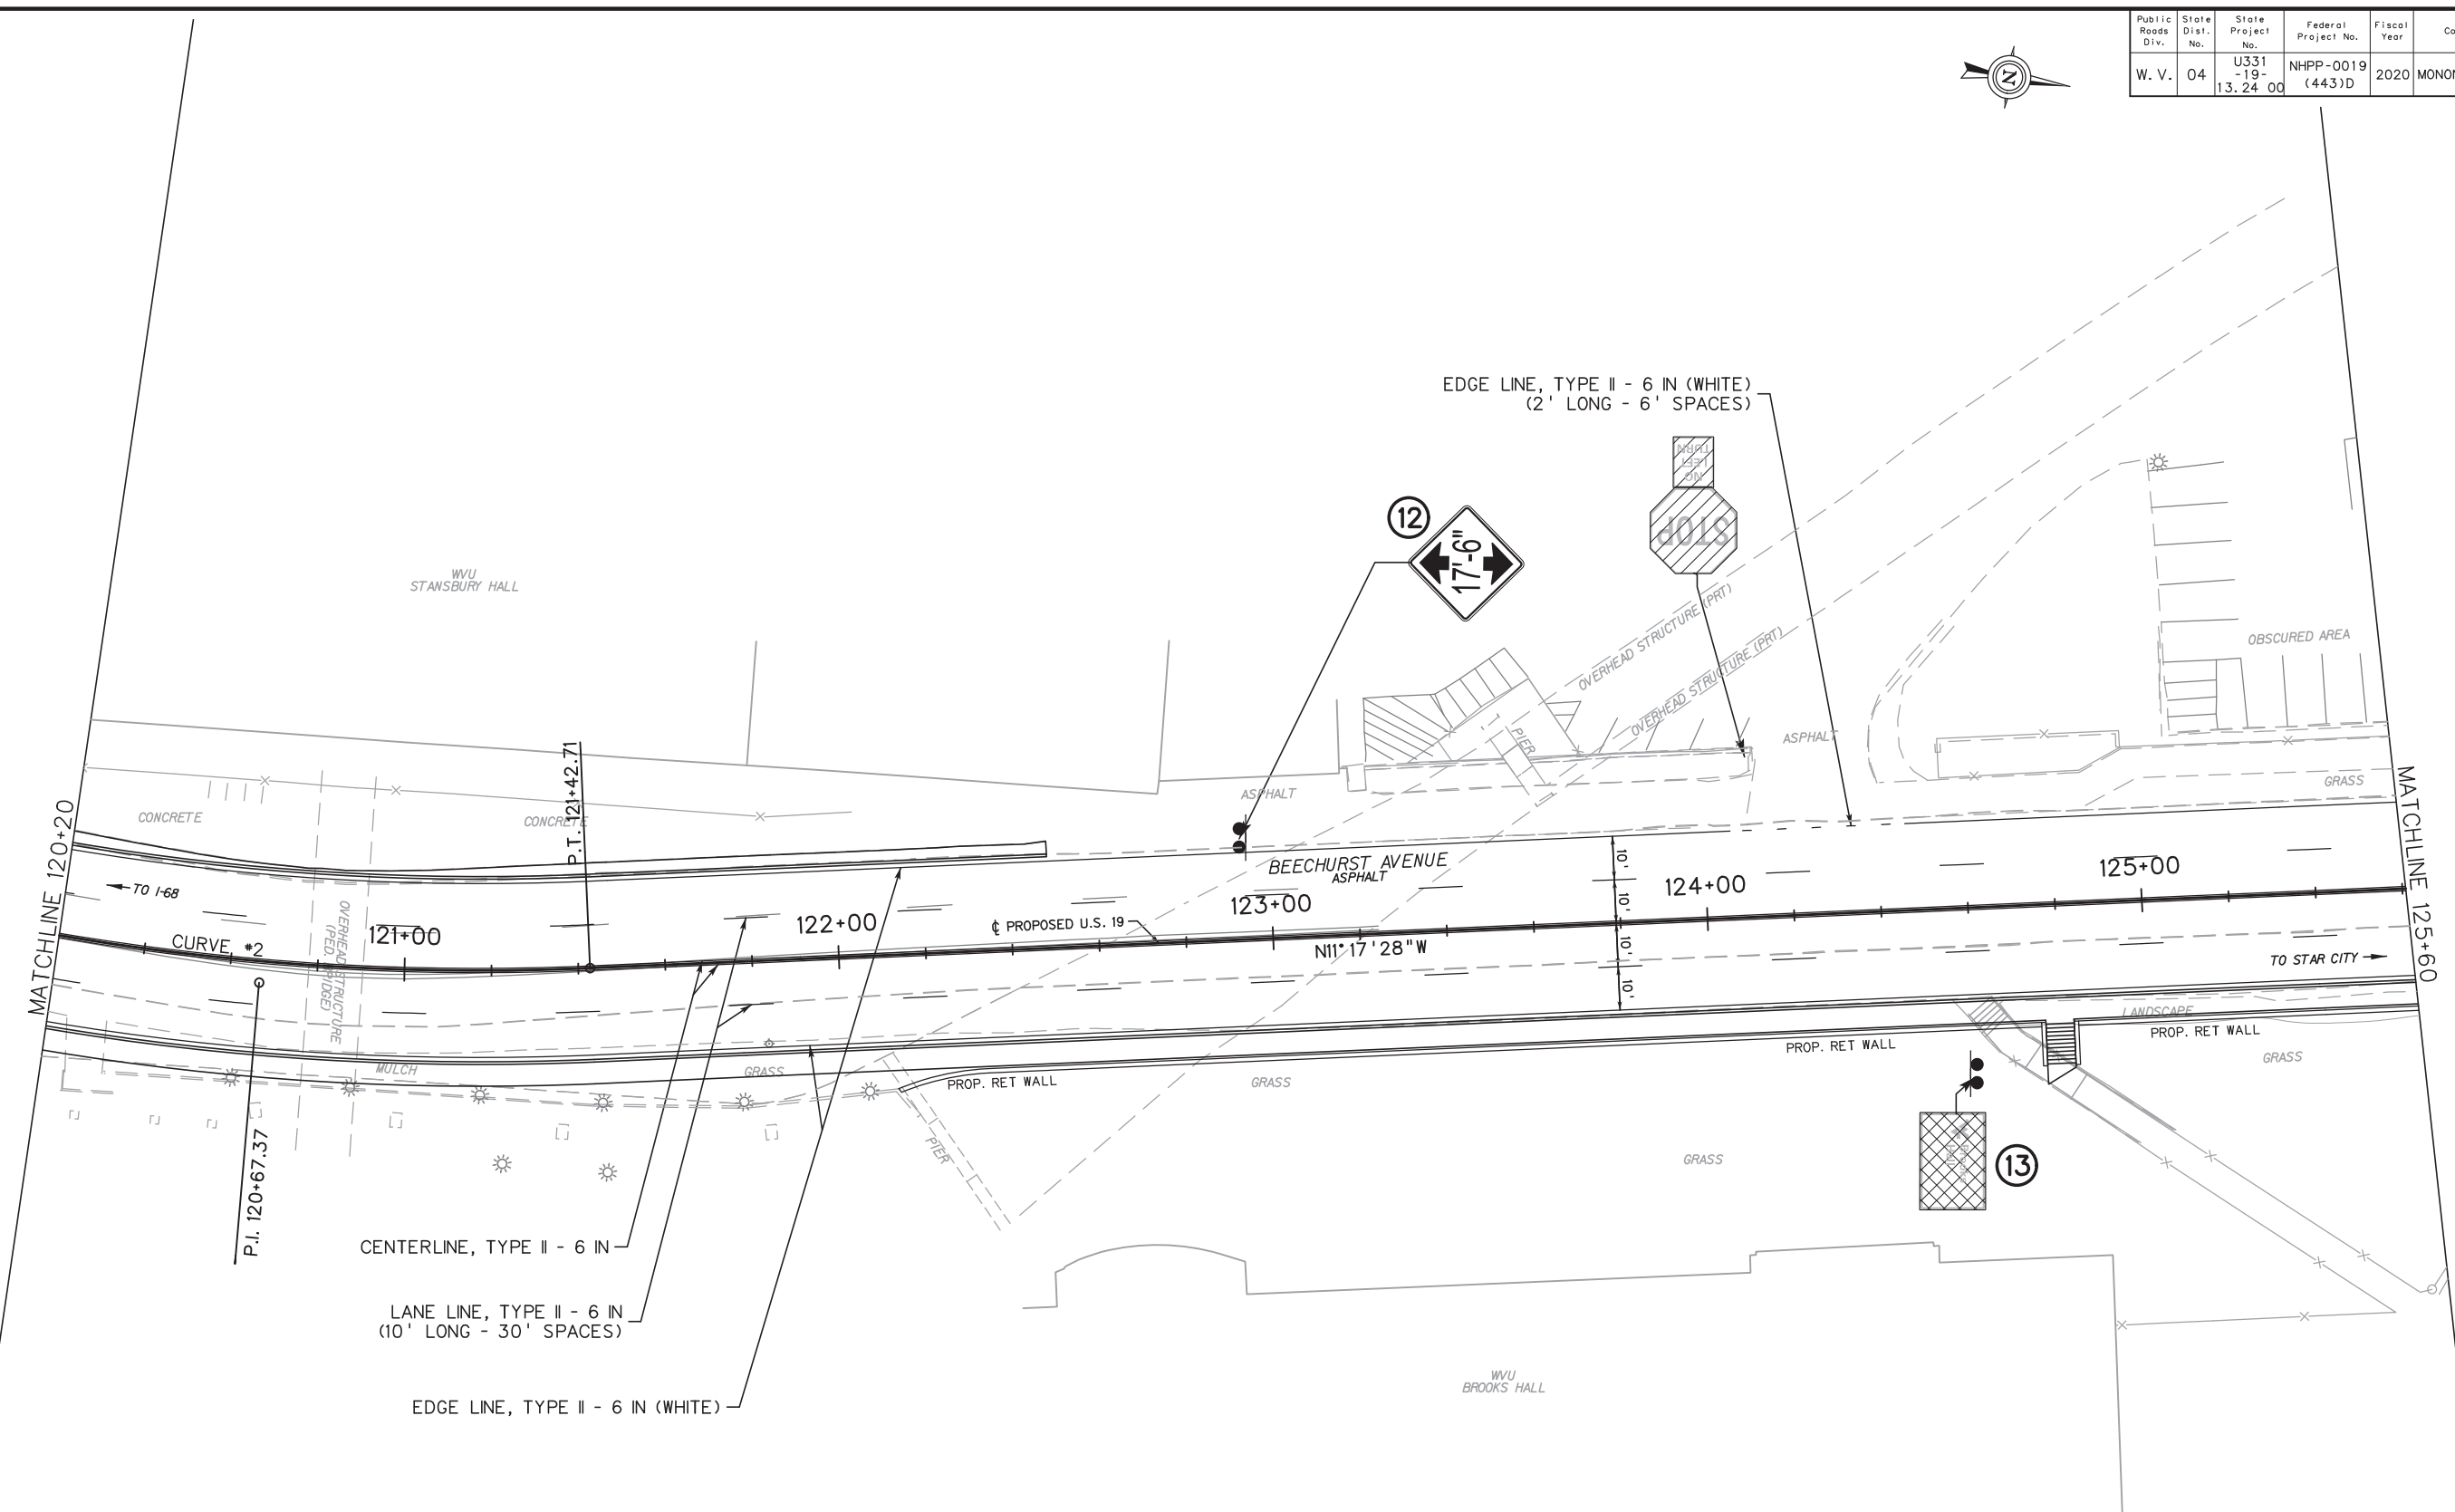 Public Roads Div.
State Dist. No.
State Project No.
Federal Project No.
Fiscal Year
W. V.
04
U331
-19-
13.24 00
NHPP-0019
(443)D
2020
N
EDGE LINE, TYPE II - 6 IN (WHITE)
(2' LONG - 6' SPACES)
NO
LEFT
TURN
STOP
12
17'-6"
WVU
STANSBURY HALL
OVERHEAD STRUCTURE (PRT)
OVERHEAD STRUCTURE (PRT)
OBSCURED AREA
PIER
ASPHALT
GRASS
ASPHALT
CONCRETE
CONCRETE
P.T. 121+42.71
MATCHLINE 120+20
MATCHLINE 125+60
TO I-68
BEECHURST AVENUE
ASPHALT
10'
10'
10'
10'
121+00
122+00
123+00
124+00
125+00
CURVE #2
OVERHEAD STRUCTURE
(PED. BRIDGE)
℄ PROPOSED U.S. 19
N11°17'28"W
TO STAR CITY
LANDSCAPE
PROP. RET WALL
PROP. RET WALL
PROP. RET WALL
MULCH
GRASS
GRASS
GRASS
GRASS
PIER
13
P.I. 120+67.37
CENTERLINE, TYPE II - 6 IN
LANE LINE, TYPE II - 6 IN
(10' LONG - 30' SPACES)
EDGE LINE, TYPE II - 6 IN (WHITE)
WVU
BROOKS HALL